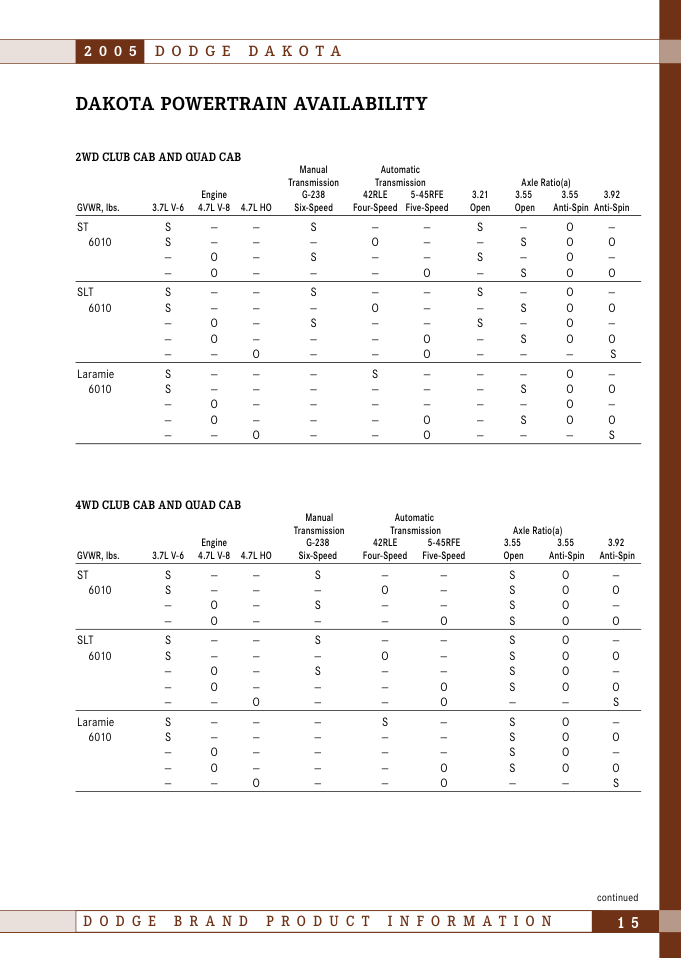 2005 DODGE DAKOTA
DAKOTA POWERTRAIN AVAILABILITY
2WD CLUB CAB AND QUAD CAB
Manual Automatic
Transmission Transmission Axle Ratio(a)
Engine G-238 42RLE 5-45RFE 3.21 3.55 3.55 3.92
GVWR, lbs. 3.7L V-6 4.7L V-8 4.7L HO Six-Speed Four-Speed Five-Speed Open Open Anti-Spin Anti-Spin
ST S – – S – – S – O –
6010 S – – – O – – S O O
– O – S – – S – O –
– O – – – O – S O O
SLT S – – S – – S – O –
6010 S – – – O – – S O O
– O – S – – S – O –
– O – – – O – S O O
– – O – – O – – – S
Laramie S – – – S – – – O –
6010 S – – – – – – S O O
– O – – – – – – O –
– O – – – O – S O O
– – O – – O – – – S
4WD CLUB CAB AND QUAD CAB
Manual Automatic
Transmission Transmission Axle Ratio(a)
Engine G-238 42RLE 5-45RFE 3.55 3.55 3.92
GVWR, lbs. 3.7L V-6 4.7L V-8 4.7L HO Six-Speed Four-Speed Five-Speed Open Anti-Spin Anti-Spin
ST S – – S – – S O –
6010 S – – – O – S O O
– O – S – – S O –
– O – – – O S O O
SLT S – – S – – S O –
6010 S – – – O – S O O
– O – S – – S O –
– O – – – O S O O
– – O – – O – – S
Laramie S – – – S – S O –
6010 S – – – – – S O O
– O – – – – S O –
– O – – – O S O O
– – O – – O – – S
continued
DODGE BRAND PRODUCT INFORMATION 15